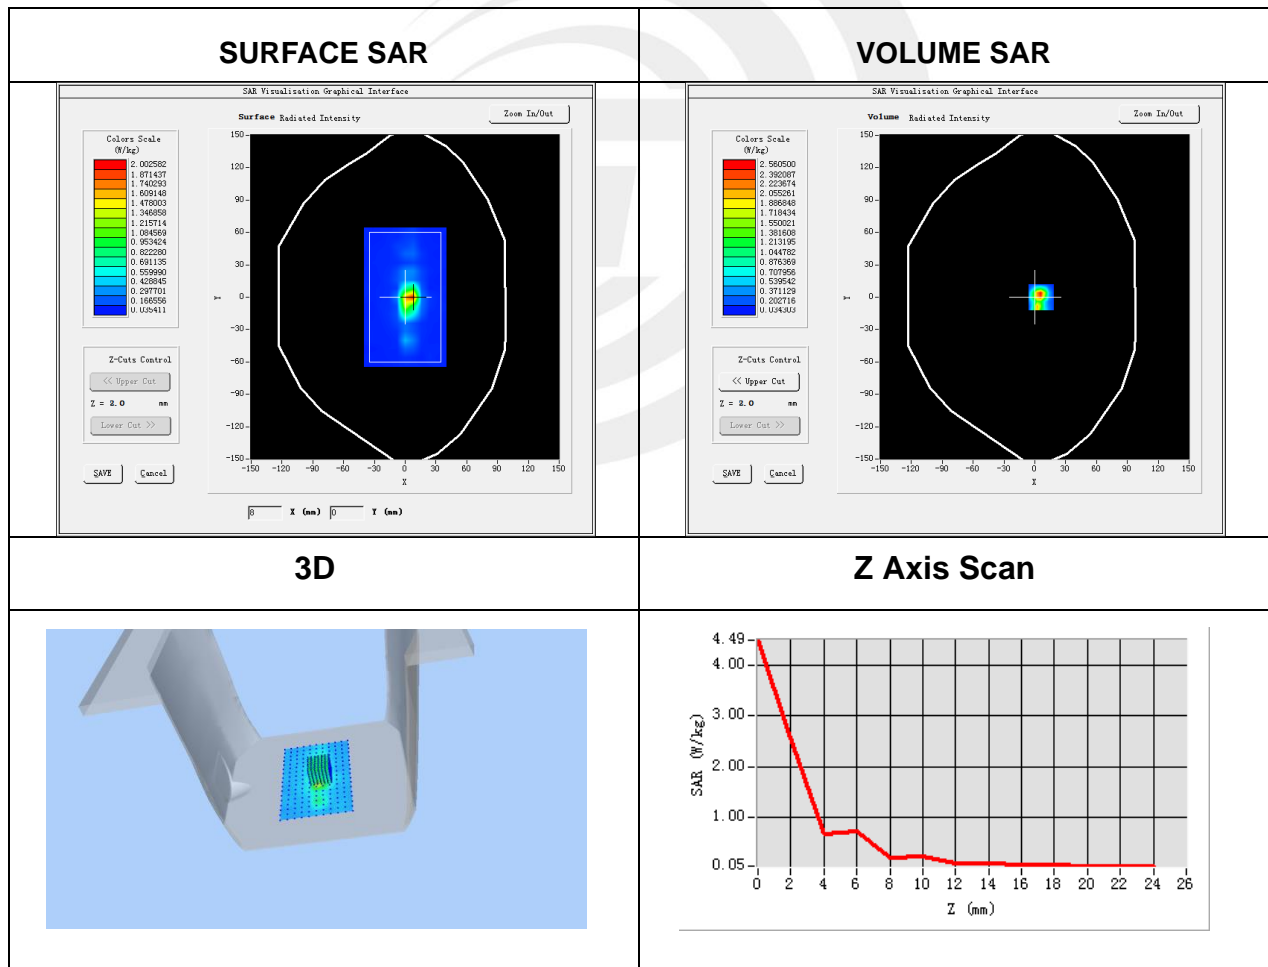 SURFACE SAR
VOLUME SAR
SAR Visualisation Graphical Interface
Surface Radiated Intensity
Zoom In/Out
Colors Scale
(W/kg)
2.002582
1.871437
1.740293
1.609148
1.478003
1.346858
1.215714
1.084569
0.953424
0.822280
0.691135
0.559990
0.428845
0.297701
0.166556
0.035411
Z-Cuts Control
<< Upper Cut
Z = 2.0 mm
Lower Cut >>
SAVE Cancel
150
120
90
60
30
0
-30
-60
-90
-120
-150
Y
-150 -120 -90 -60 -30 0 30 60 90 120 150
X
8 X (mm) 0 Y (mm)
SAR Visualisation Graphical Interface
Volume Radiated Intensity
Zoom In/Out
Colors Scale
(W/kg)
2.560500
2.392087
2.223674
2.055261
1.886848
1.718434
1.550021
1.381608
1.213195
1.044782
0.876369
0.707956
0.539542
0.371129
0.202716
0.034303
Z-Cuts Control
<< Upper Cut
Z = 2.0 mm
Lower Cut >>
SAVE Cancel
150
120
90
60
30
0
-30
-60
-90
-120
-150
Y
-150 -120 -90 -60 -30 0 30 60 90 120 150
X
3D
Z Axis Scan
4.49
4.00
3.00
2.00
1.00
0.05
SAR (W/kg)
0 2 4 6 8 10 12 14 16 18 20 22 24 26
Z (mm)